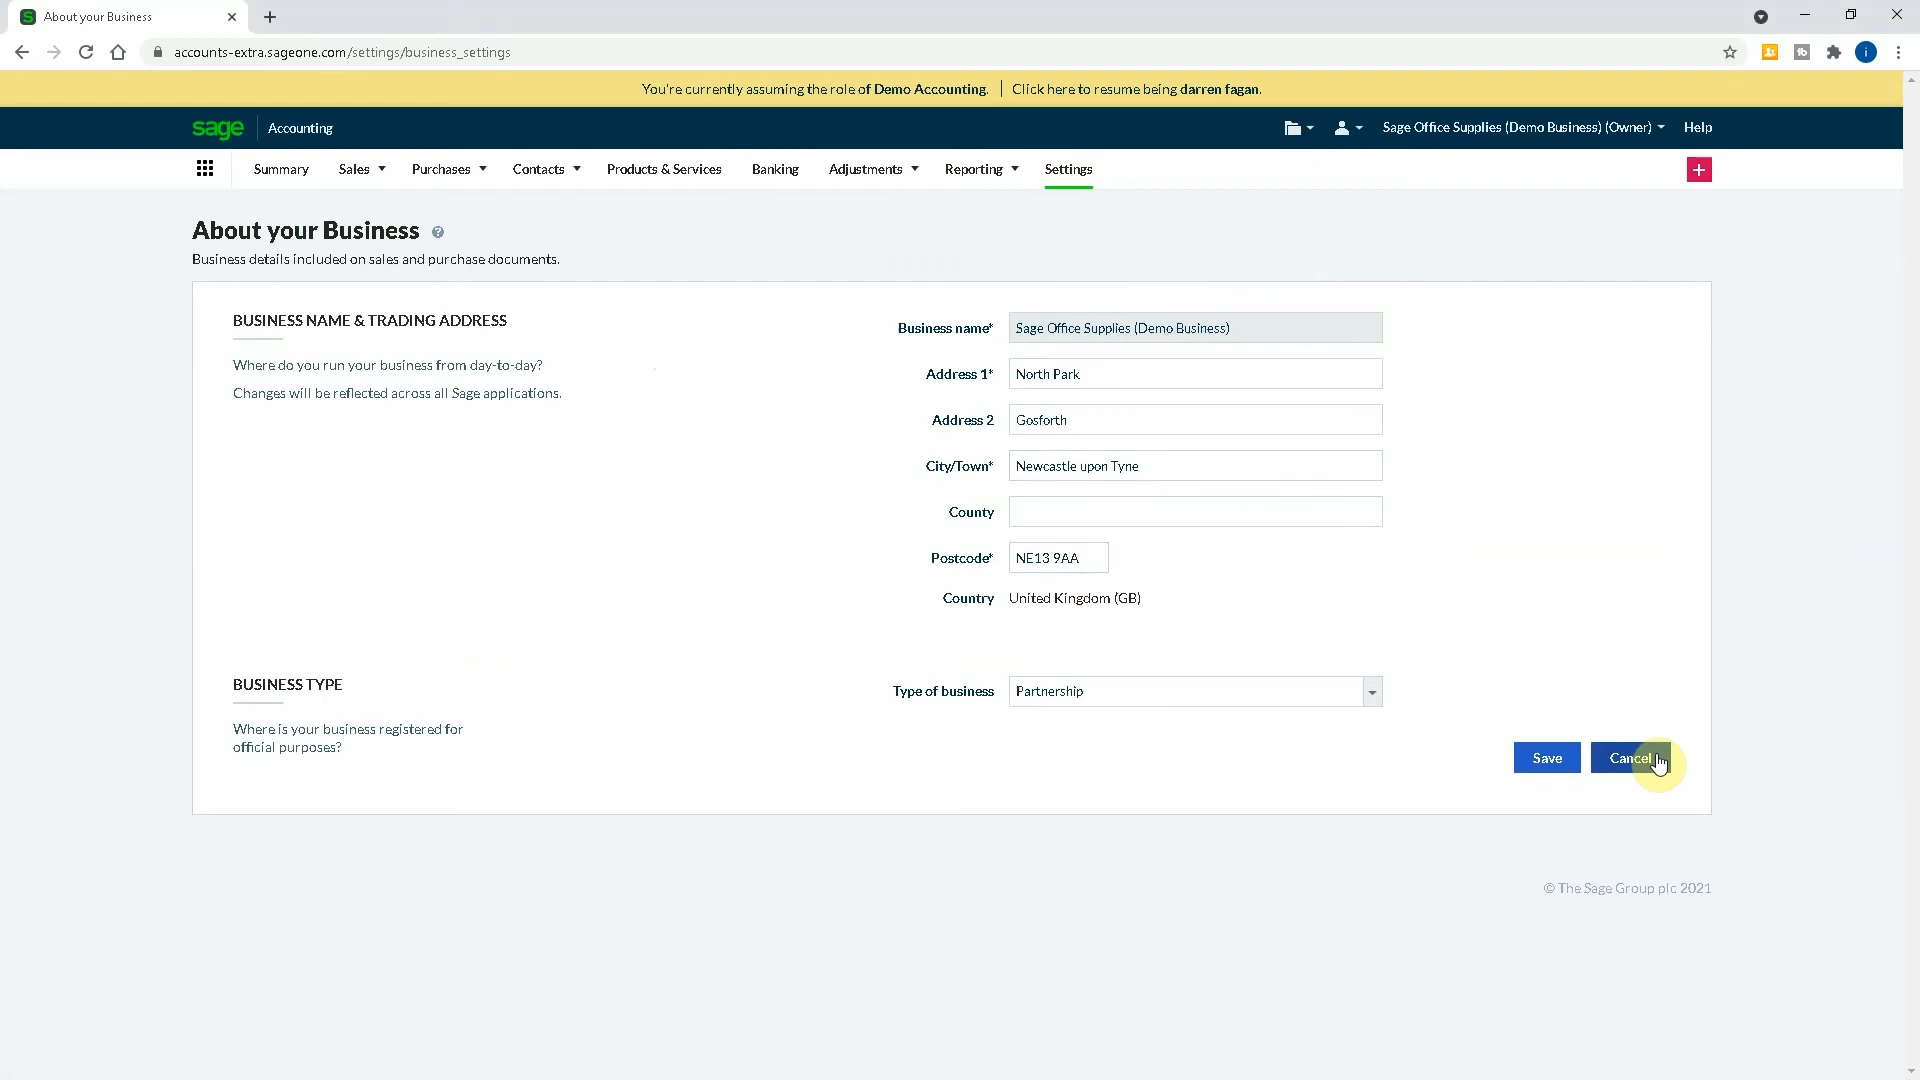 About your Business
accounts-extra.sageone.com/settings/business_settings
You're currently assuming the role of Demo Accounting. Click here to resume being darren fagan.
sage Accounting Sage Office Supplies (Demo Business) (Owner) Help
Summary Sales Purchases Contacts Products & Services Banking Adjustments Reporting Settings
About your Business
Business details included on sales and purchase documents.
BUSINESS NAME & TRADING ADDRESS
Where do you run your business from day-to-day?
Changes will be reflected across all Sage applications.
Business name* Sage Office Supplies (Demo Business)
Address 1* North Park
Address 2 Gosforth
City/Town* Newcastle upon Tyne
County
Postcode* NE13 9AA
Country United Kingdom (GB)
BUSINESS TYPE
Where is your business registered for
official purposes?
Type of business Partnership
Save Cancel
© The Sage Group plc 2021